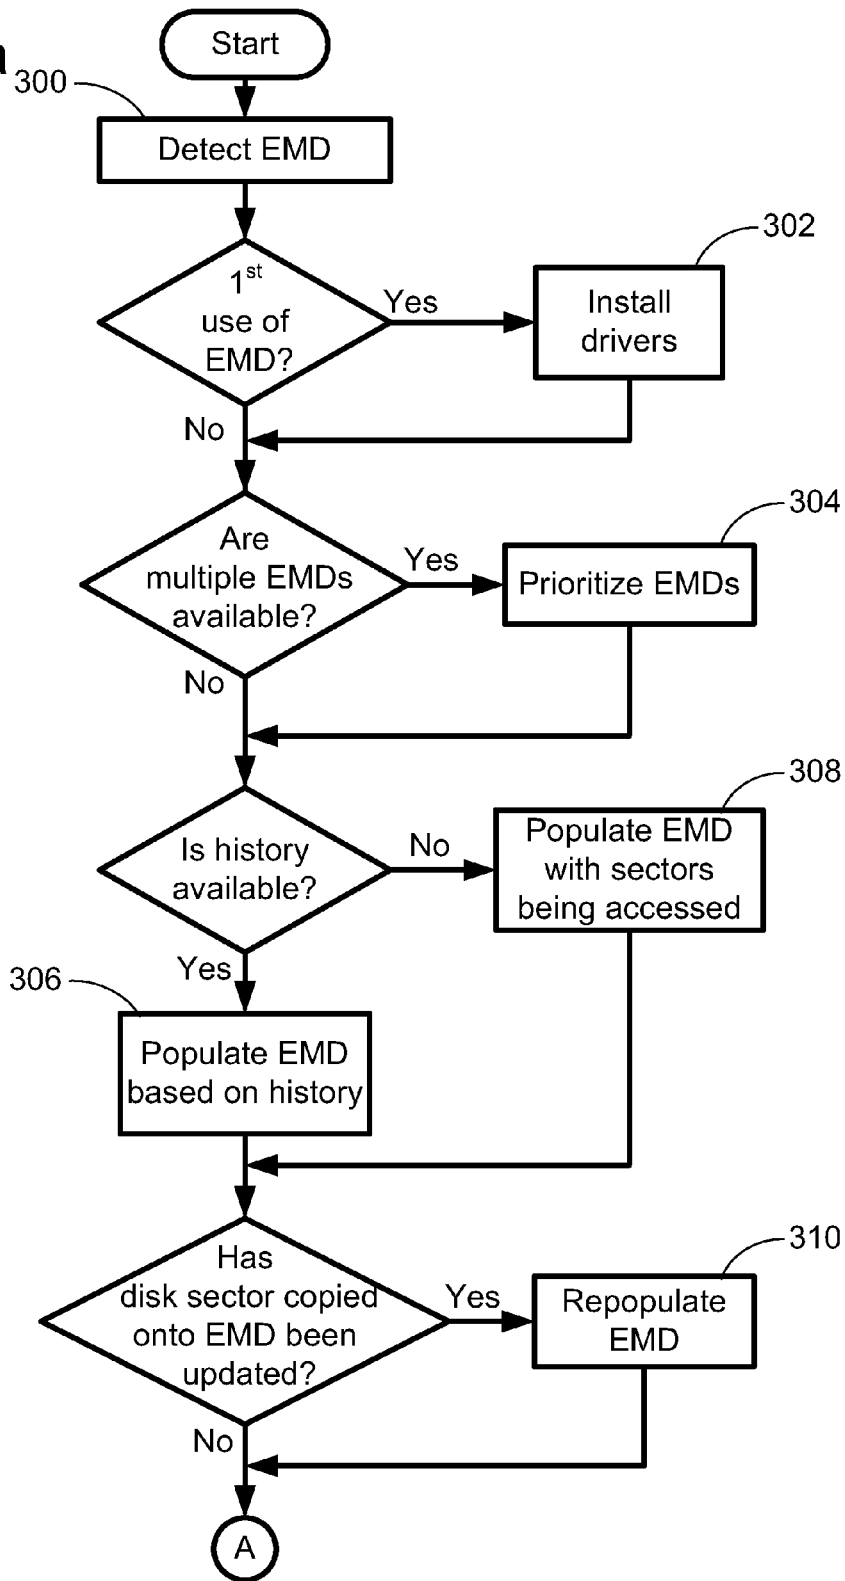 Start
300
Detect EMD
302
1st
use of
EMD?
Yes
Install
drivers
No
304
Are
multiple EMDs
available?
Yes
Prioritize EMDs
No
308
Is history
available?
No
Populate EMD
with sectors
being accessed
Yes
306
Populate EMD
based on history
310
Has
disk sector copied
onto EMD been
updated?
Yes
Repopulate
EMD
No
A